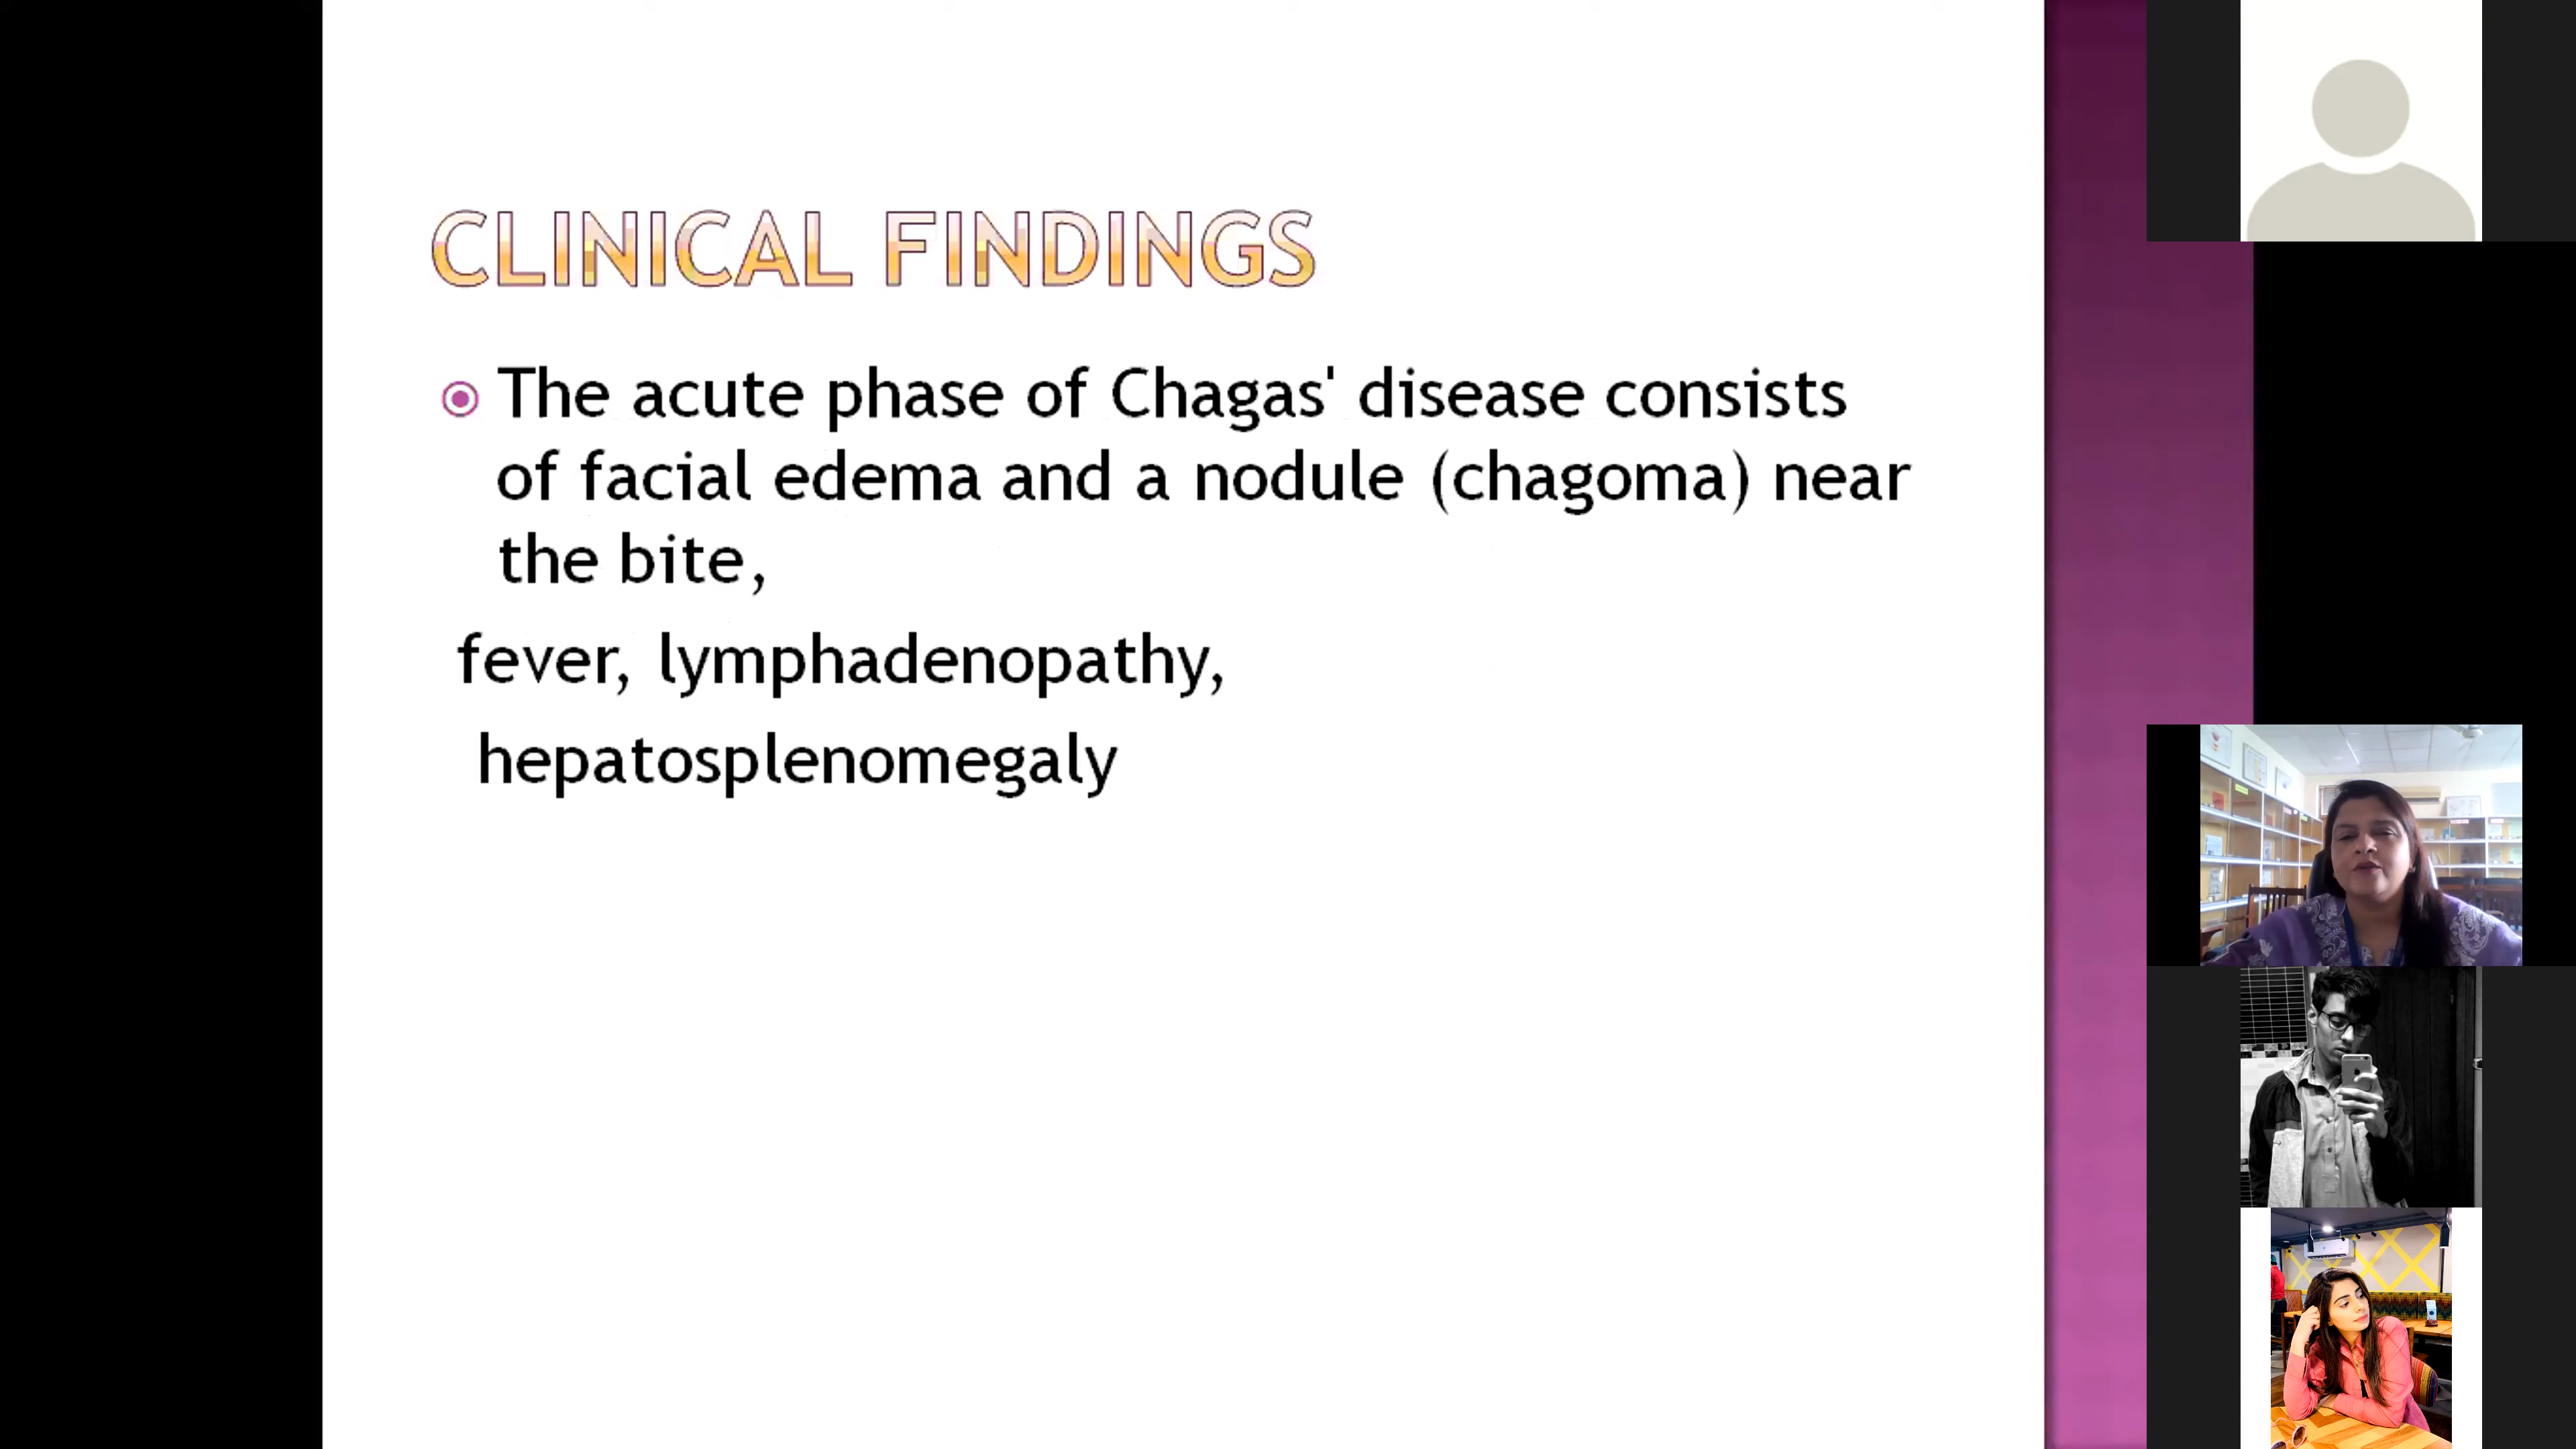 CLINICAL FINDINGS
The acute phase of Chagas' disease consists
of facial edema and a nodule (chagoma) near
the bite,
fever, lymphadenopathy,
hepatosplenomegaly